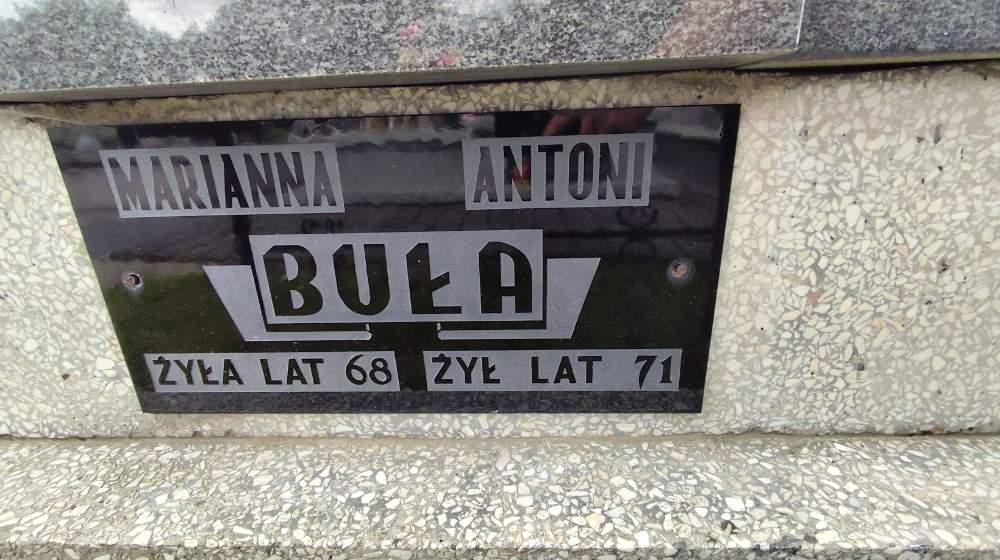 MARIANNA ANTONI
BUŁA
ŻYŁA LAT 68 ŻYŁ LAT 71